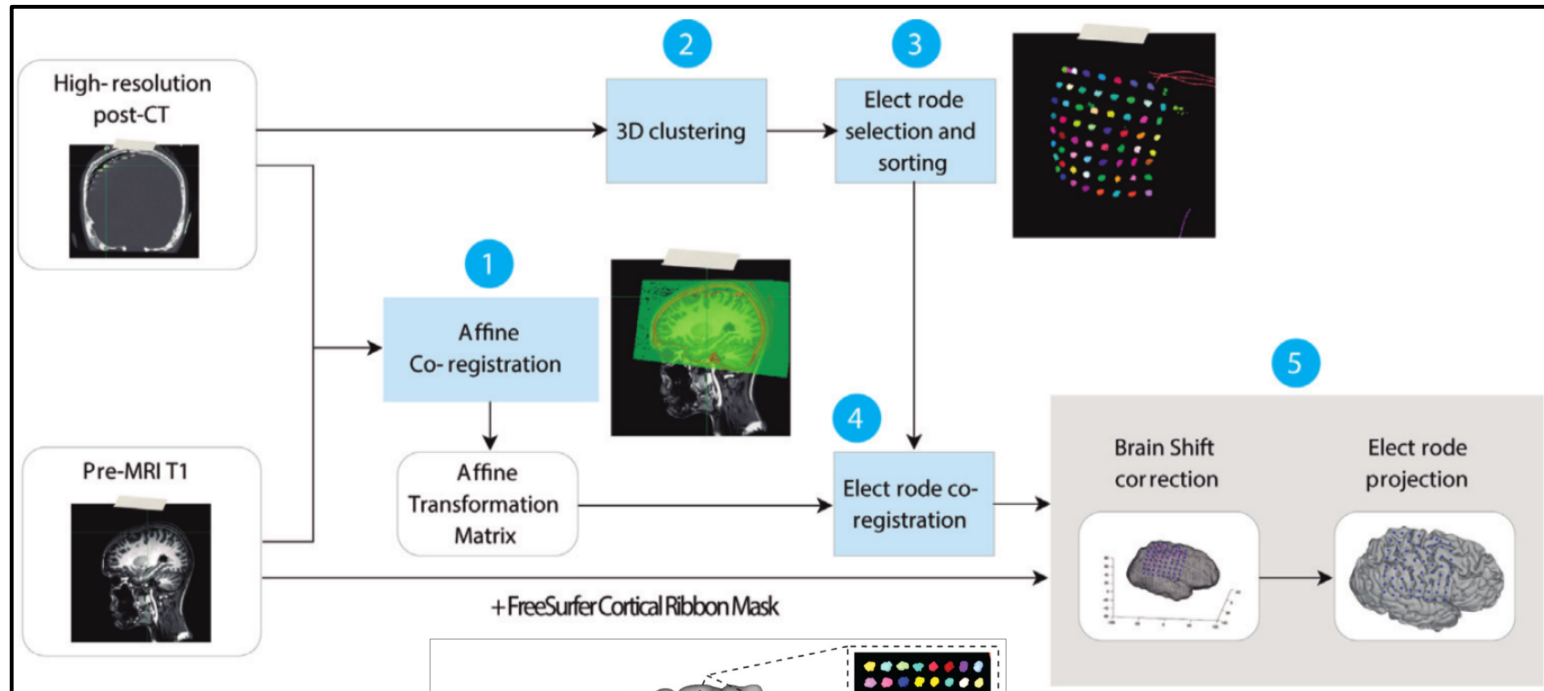 2
3
High- resolution
post-CT
3D clustering
Elect rode
selection and
sorting
1
Affine
Co- registration
5
4
Pre-MRI T1
Affine
Transformation
Matrix
Elect rode co-
registration
Brain Shift
correction
Elect rode
projection
+ FreeSurfer Cortical Ribbon Mask